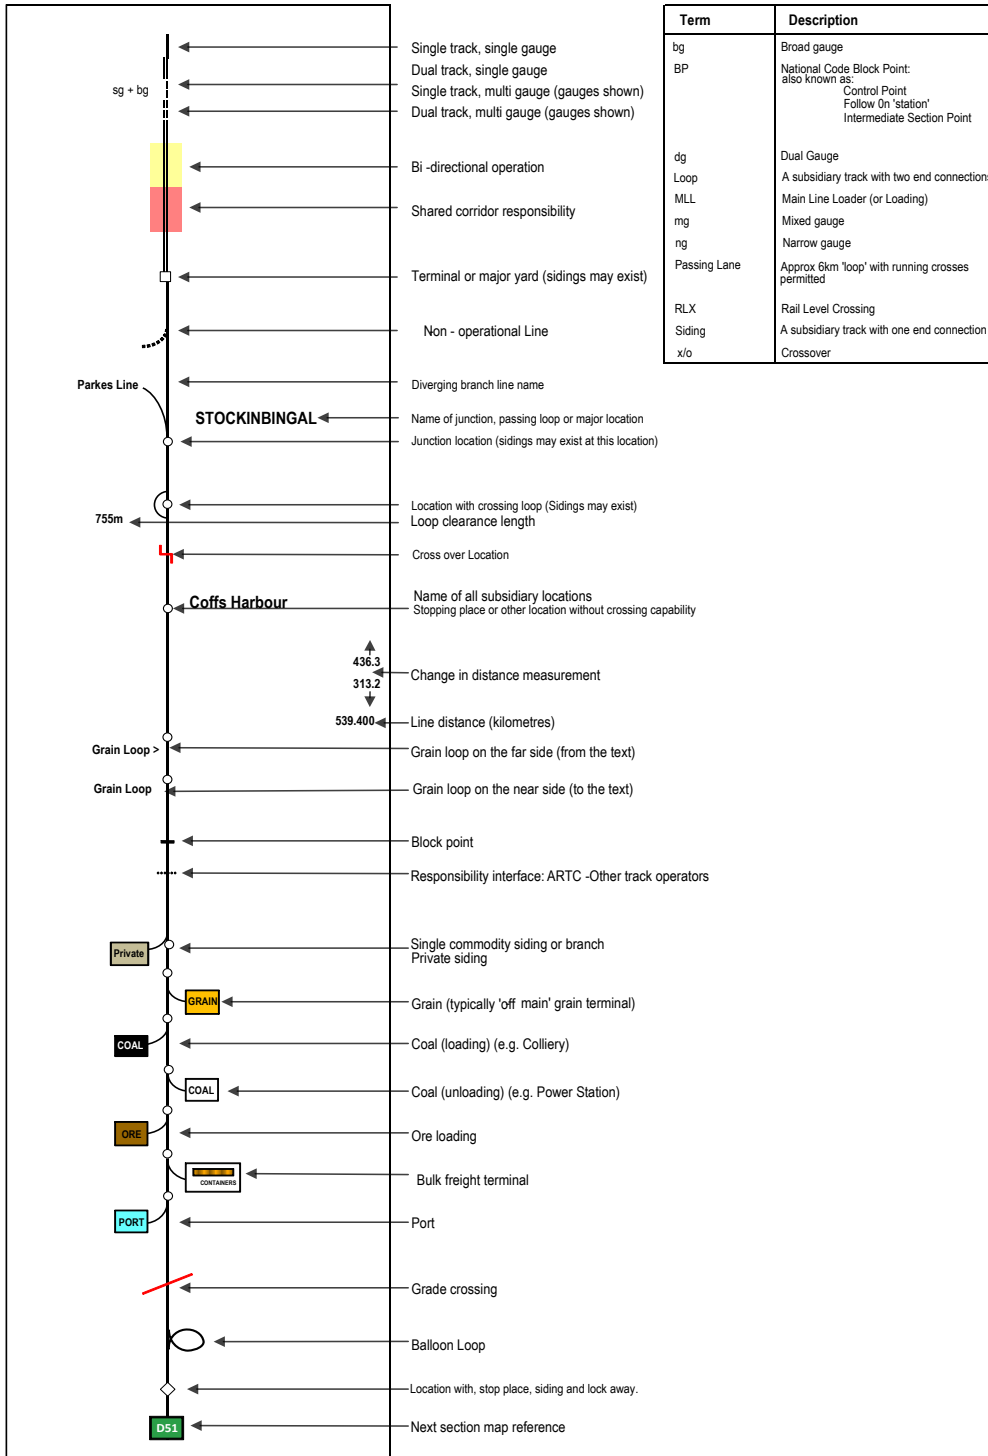 Single track, single gauge
Dual track, single gauge
sg + bg
Single track, multi gauge (gauges shown)
Dual track, multi gauge (gauges shown)
Bi -directional operation
Shared corridor responsibility
Terminal or major yard (sidings may exist)
Non - operational Line
Parkes Line
Diverging branch line name
STOCKINBINGAL
Name of junction, passing loop or major location
Junction location (sidings may exist at this location)
Location with crossing loop (Sidings may exist)
755m
Loop clearance length
Cross over Location
Coffs Harbour
Name of all subsidiary locations
Stopping place or other location without crossing capability
436.3
313.2
Change in distance measurement
539.400
Line distance (kilometres)
Grain Loop >
Grain loop on the far side (from the text)
Grain Loop
Grain loop on the near side (to the text)
Block point
Responsibility interface: ARTC -Other track operators
Private
Single commodity siding or branch
Private siding
GRAIN
Grain (typically 'off main' grain terminal)
COAL
Coal (loading) (e.g. Colliery)
COAL
Coal (unloading) (e.g. Power Station)
ORE
Ore loading
CONTAINERS
Bulk freight terminal
PORT
Port
Grade crossing
Balloon Loop
Location with, stop place, siding and lock away.
D51
Next section map reference
Term Description
bg Broad gauge
BP National Code Block Point:
also known as:
Control Point
Follow 0n 'station'
Intermediate Section Point
dg Dual Gauge
Loop A subsidiary track with two end connections
MLL Main Line Loader (or Loading)
mg Mixed gauge
ng Narrow gauge
Passing Lane Approx 6km 'loop' with running crosses
permitted
RLX Rail Level Crossing
Siding A subsidiary track with one end connection
x/o Crossover